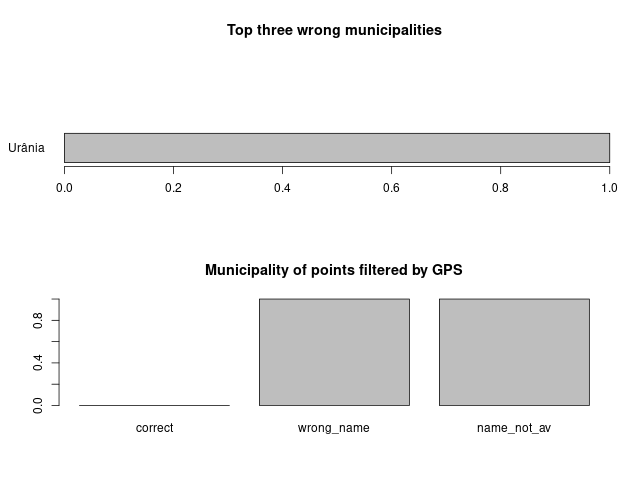 Top three wrong municipalities
Urânia
0.0 0.2 0.4 0.6 0.8 1.0
Municipality of points filtered by GPS
0.8
0.4
0.0
correct wrong_name name_not_av